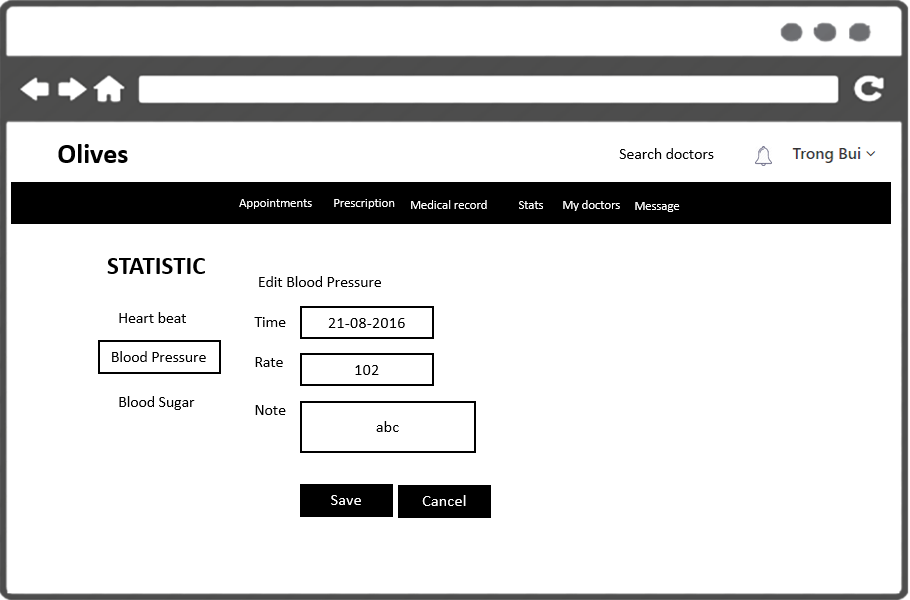 Olives
Search doctors
Trong Bui
Appointments Prescription Medical record Stats My doctors Message
STATISTIC
Heart beat
Blood Pressure
Blood Sugar
Edit Blood Pressure
Time 21-08-2016
Rate 102
Note abc
Save Cancel